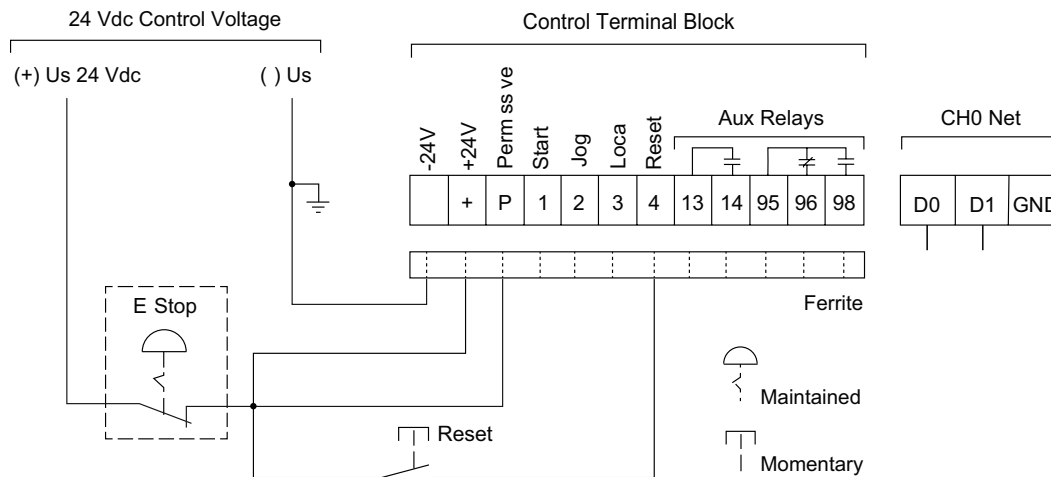 24 Vdc Control Voltage
Control Terminal Block
(+) Us 24 Vdc
( ) Us
-24V
+24V
Perm ss ve
Start
Jog
Loca
Reset
Aux Relays
CH0 Net
+ P 1 2 3 4 13 14 95 96 98
D0 D1 GND
Ferrite
E Stop
Maintained
Reset
Momentary